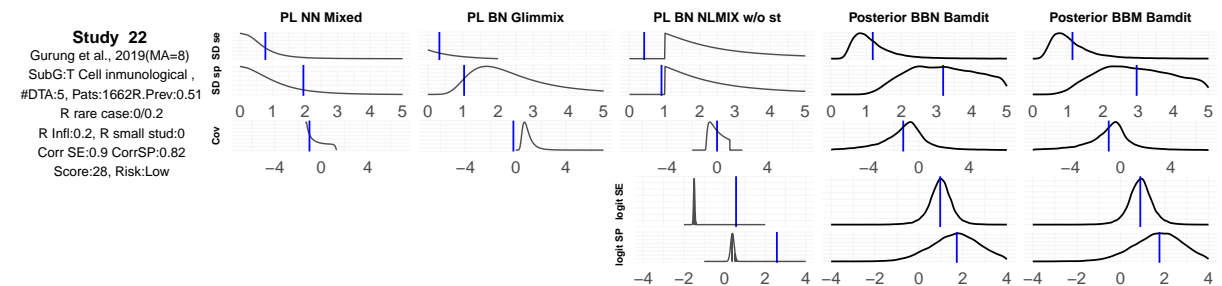 PL NN Mixed PL BN Glimmix PL BN NLMIX w/o st Posterior BBN Bamdit Posterior BBM Bamdit
Study 22
Gurung et al., 2019(MA=8)
SubG:T Cell inmunological ,
#DTA:5, Pats:1662R.Prev:0.51
R rare case:0/0.2
R Infl:0.2, R small stud:0
Corr SE:0.9 CorrSP:0.82
Score:28, Risk:Low
SD se
SD sp
0 1 2 3 4 5 0 1 2 3 4 5 0 1 2 3 4 5 0 1 2 3 4 5 0 1 2 3 4 5
Cov
−4 0 4 −4 0 4 −4 0 4 −4 0 4 −4 0 4
logit SE
logit SP
−4 −2 0 2 4 −4 −2 0 2 4 −4 −2 0 2 4